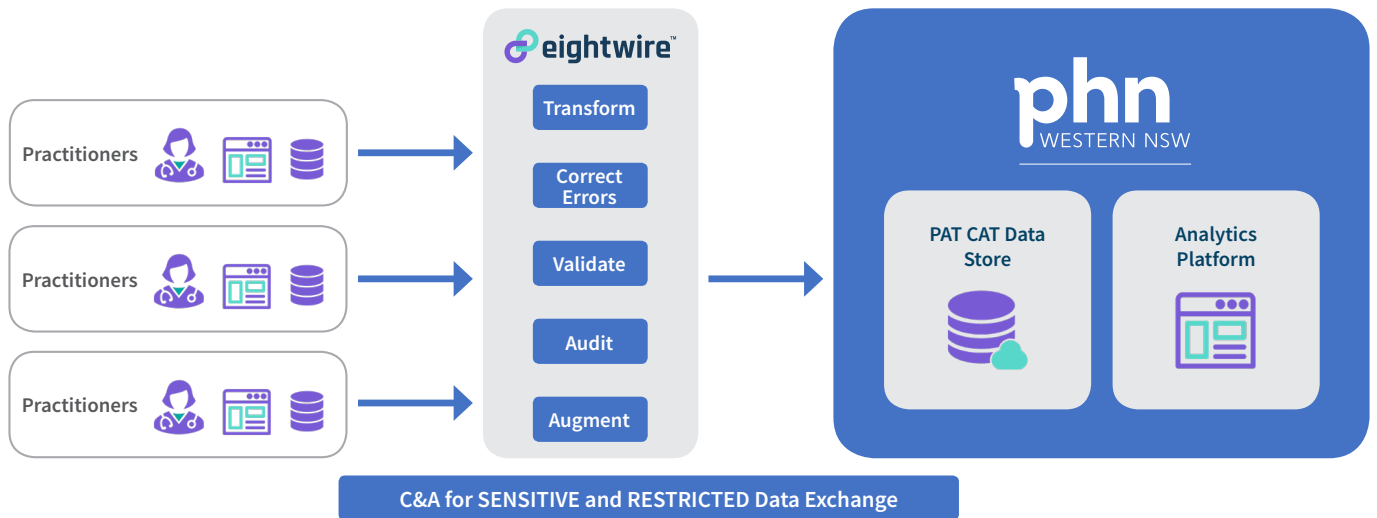 eightwire™
Transform
Correct
Errors
Validate
Audit
Augment
Practitioners
Practitioners
Practitioners
phn
WESTERN NSW
PAT CAT Data
Store
Analytics
Platform
C&A for SENSITIVE and RESTRICTED Data Exchange